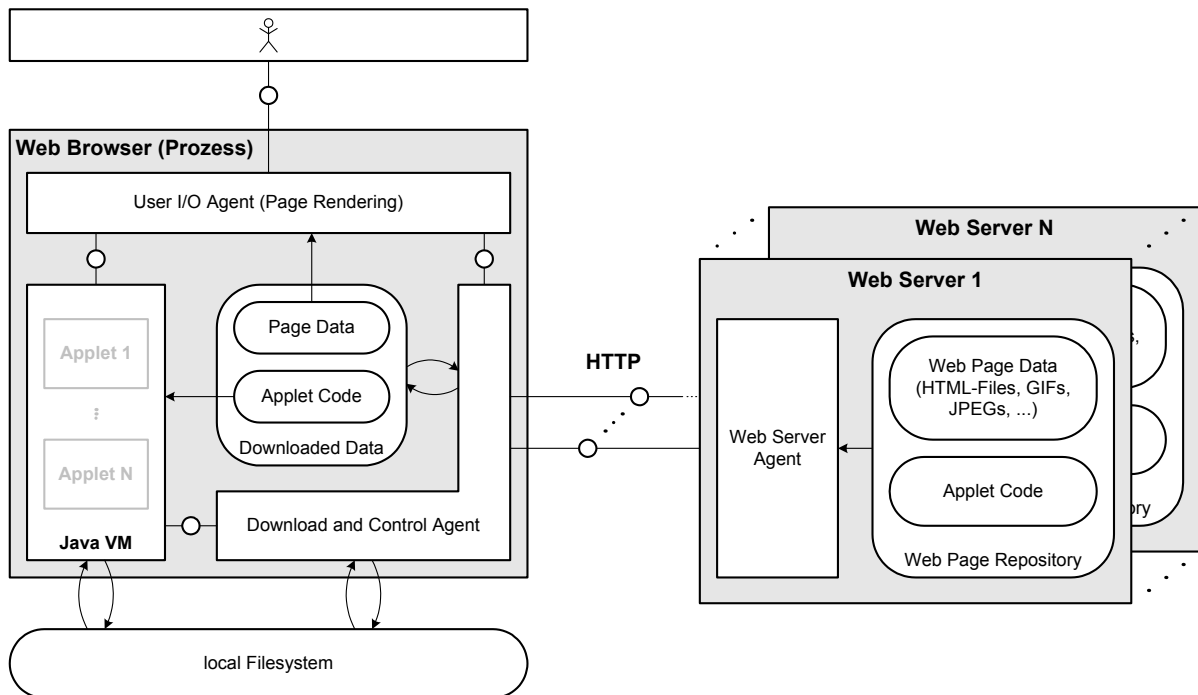 Web Browser (Prozess)
User I/O Agent (Page Rendering)
Applet 1
Applet N
Java VM
Page Data
Applet Code
Downloaded Data
Download and Control Agent
local Filesystem
HTTP
Web Server N
Web Server 1
Web Server
Agent
Web Page Data
(HTML-Files, GIFs,
JPEGs, ...)
Applet Code
Web Page Repository